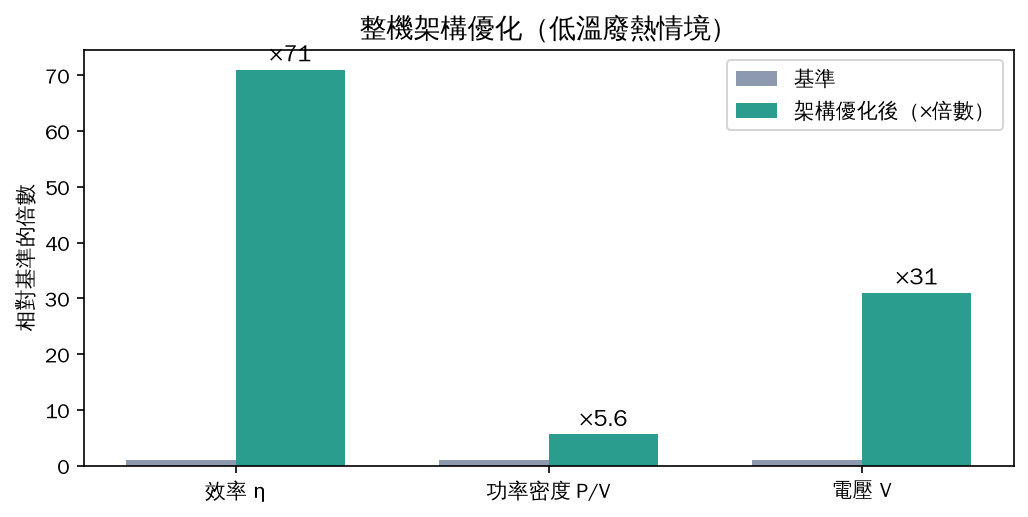 整機架構優化（低溫廢熱情境）
×71
基準
架構優化後（×倍數）
70
60
50
40
30
20
10
0
相對基準的倍數
×31
×5.6
效率 η
功率密度 P/V
電壓 V